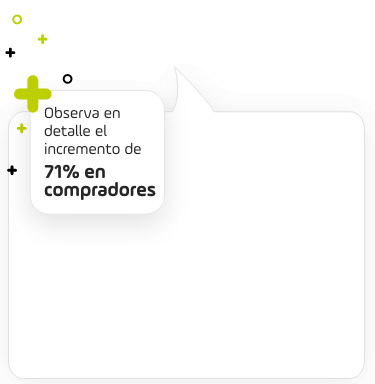 Observa en
detalle el
incremento de
71% en
compradores